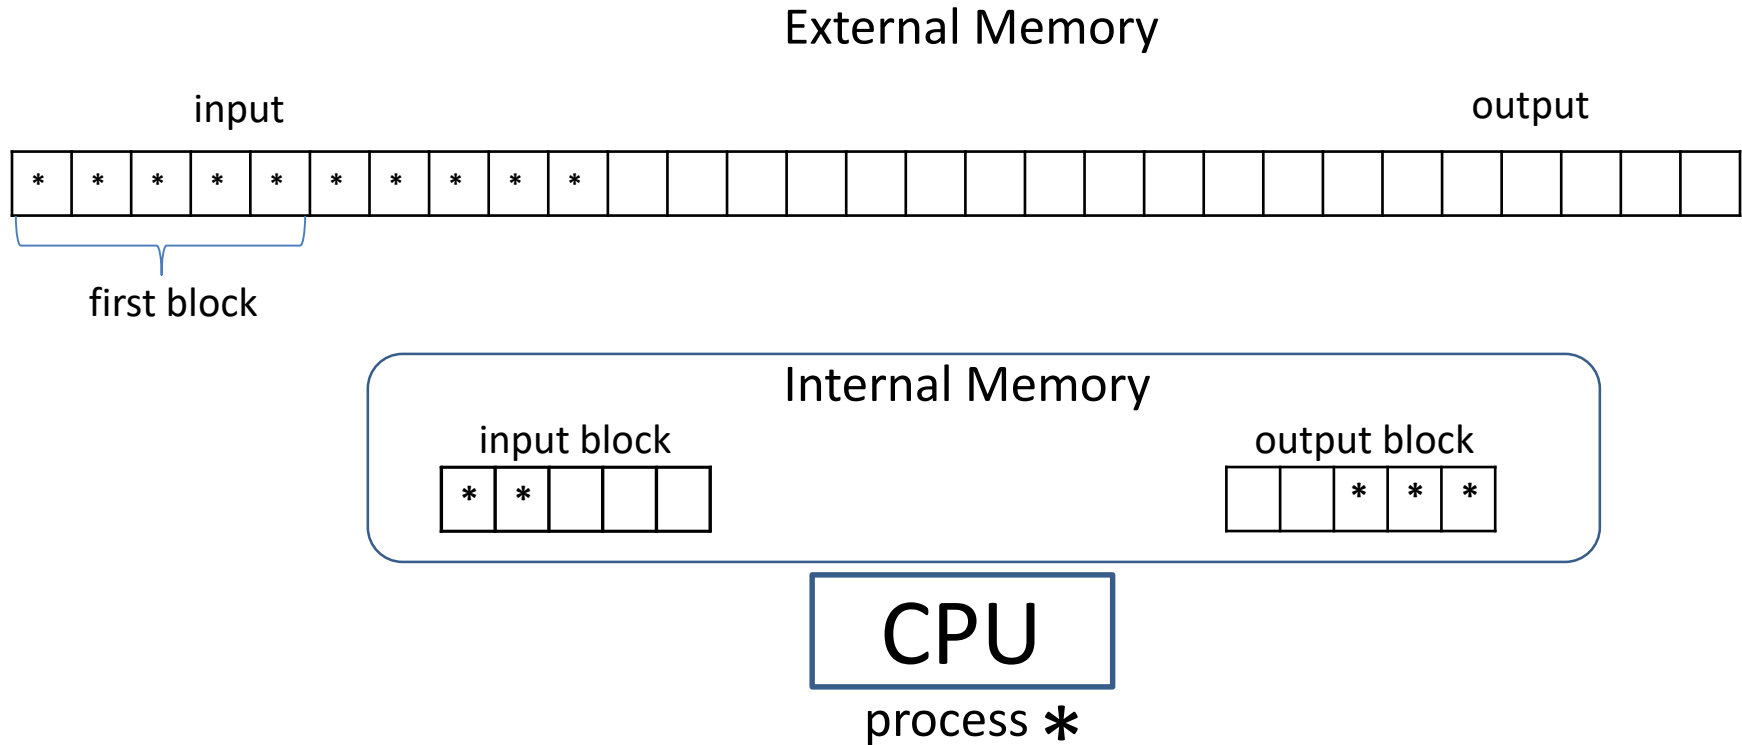 External Memory
input
output
* * * * * * * * * *
first block
Internal Memory
input block
output block
* *
* * *
CPU
process *